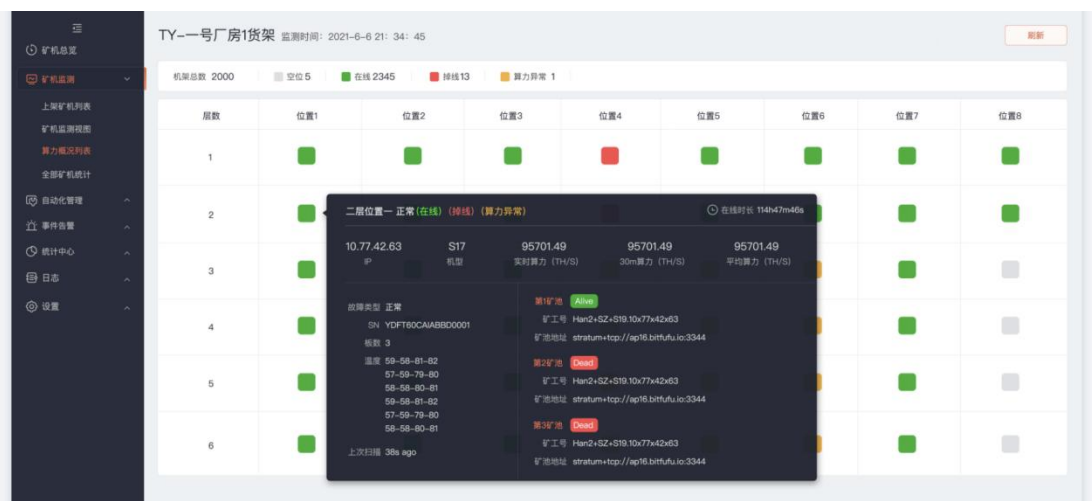 矿机总览
矿机监测
上架矿机列表
矿机监测视图
算力概况列表
全部矿机统计
自动化管理
事件告警
统计中心
日志
设置
TY-一号厂房1货架 监测时间：2021-6-6 21：34：45
刷新
机架总数 2000 空位 5 在线 2345 掉线13 算力异常 1
层数 位置1 位置2 位置3 位置4 位置5 位置6 位置7 位置8
1
2
3
4
5
6
二层位置一 正常(在线) (掉线) (算力异常) 在线时长 114h47m46s
10.77.42.63 S17 95701.49 95701.49 95701.49
IP 机型 实时算力（TH/S） 30m算力（TH/S） 平均算力（TH/S）
故障类型 正常
SN YDFT60CAIABBD0001
板数 3
温度 59-58-81-82
57-59-79-80
58-58-80-81
59-58-81-82
57-59-79-80
58-58-80-81
上次扫描 38s ago
第1矿池 Alive
矿工号 Han2+SZ+S19.10x77x42x63
矿池地址 stratum+tcp://ap16.bitfufu.io:3344
第2矿池 Dead
矿工号 Han2+SZ+S19.10x77x42x63
矿池地址 stratum+tcp://ap16.bitfufu.io:3344
第3矿池 Dead
矿工号 Han2+SZ+S19.10x77x42x63
矿池地址 stratum+tcp://ap16.bitfufu.io:3344